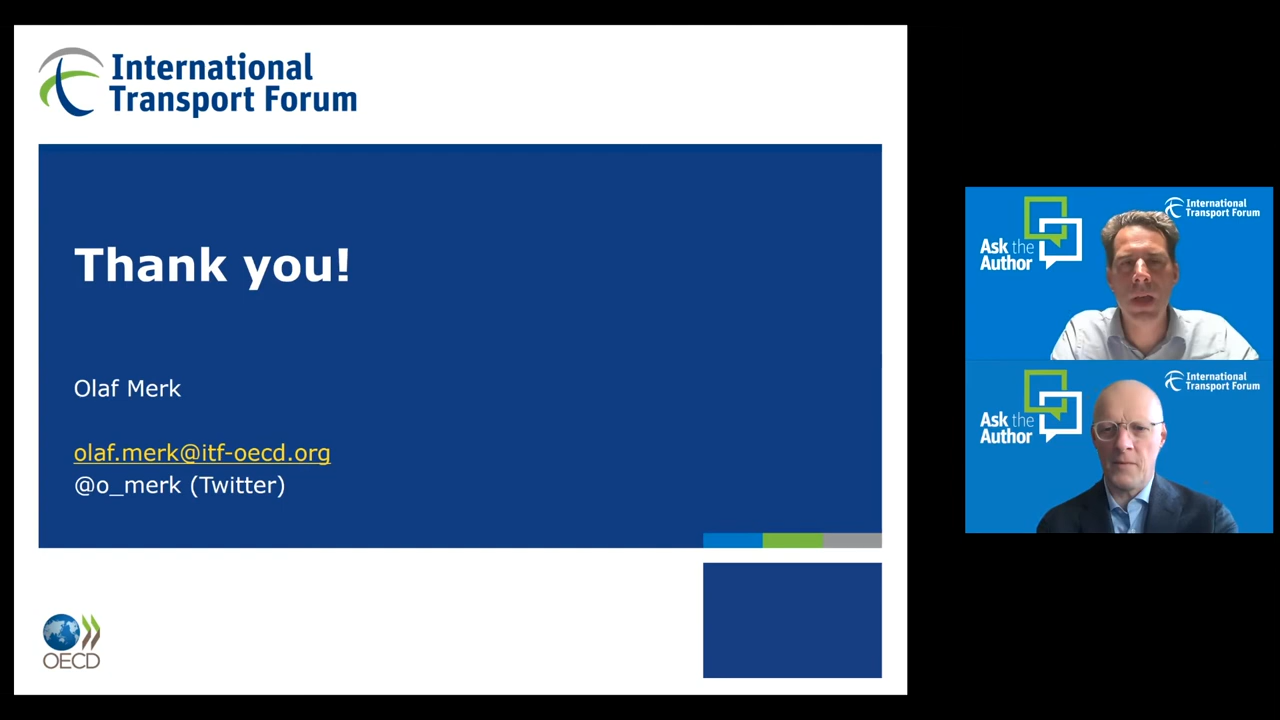 International
Transport Forum
Thank you!
Olaf Merk
olaf.merk@itf-oecd.org
@o_merk (Twitter)
OECD
Ask the
Author
International
Transport Forum
Ask the
Author
International
Transport Forum